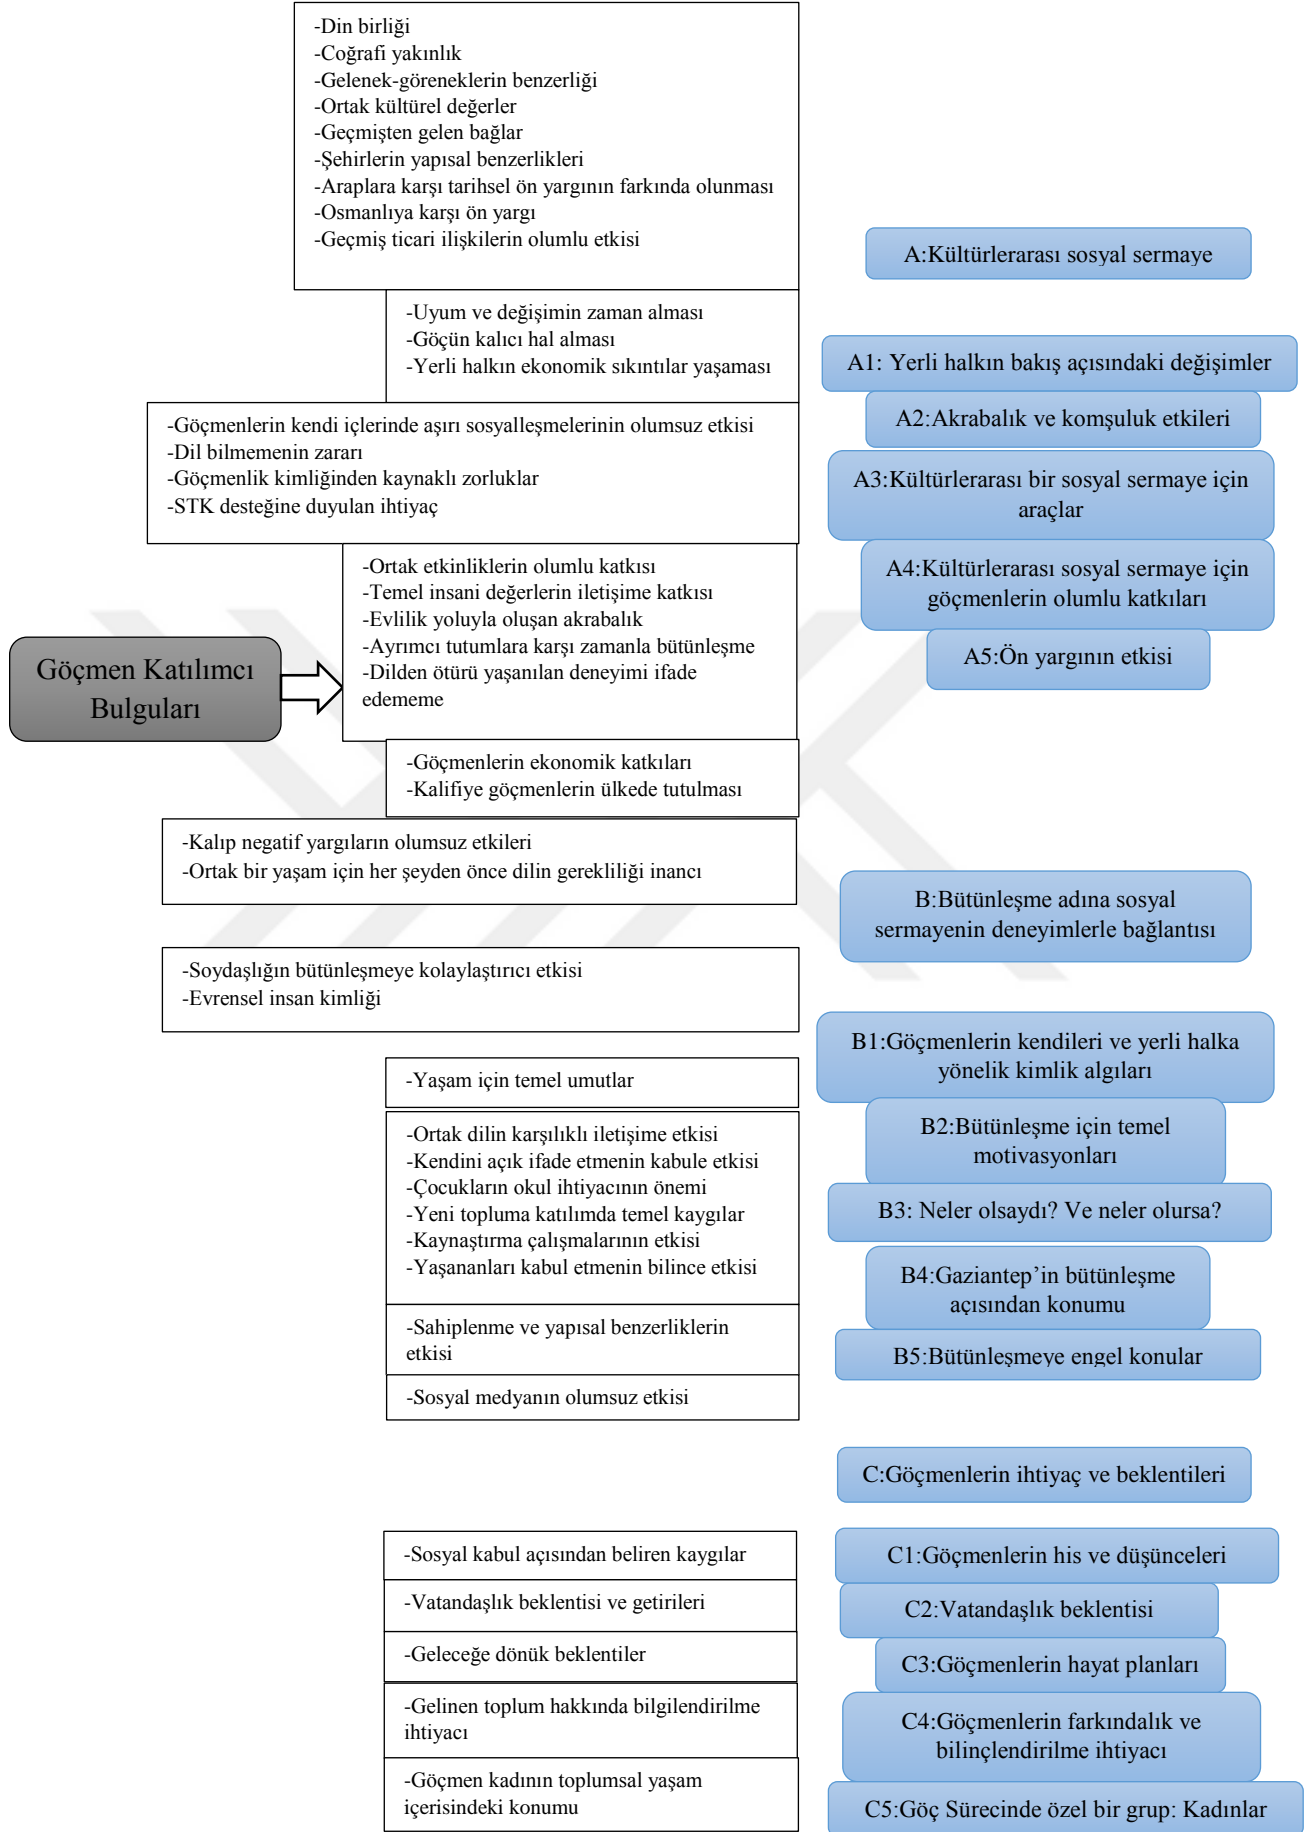 -Din birliği
-Coğrafi yakınlık
-Gelenek-göreneklerin benzerliği
-Ortak kültürel değerler
-Geçmişten gelen bağlar
-Şehirlerin yapısal benzerlikleri
-Araplara karşı tarihsel ön yargının farkında olunması
-Osmanlıya karşı ön yargı
-Geçmiş ticari ilişkilerin olumlu etkisi
A:Kültürlerarası sosyal sermaye
-Uyum ve değişimin zaman alması
-Göçün kalıcı hal alması
-Yerli halkın ekonomik sıkıntılar yaşaması
A1: Yerli halkın bakış açısındaki değişimler
-Göçmenlerin kendi içlerinde aşırı sosyalleşmelerinin olumsuz etkisi
-Dil bilmemenin zararı
-Göçmenlik kimliğinden kaynaklı zorluklar
-STK desteğine duyulan ihtiyaç
A2:Akrabalık ve komşuluk etkileri
A3:Kültürlerarası bir sosyal sermaye için
araçlar
-Ortak etkinliklerin olumlu katkısı
-Temel insani değerlerin iletişime katkısı
-Evlilik yoluyla oluşan akrabalık
-Ayrımcı tutumlara karşı zamanla bütünleşme
-Dilden ötürü yaşanılan deneyimi ifade
edememe
A4:Kültürlerarası sosyal sermaye için
göçmenlerin olumlu katkıları
A5:Ön yargının etkisi
Göçmen Katılımcı
Bulguları
-Göçmenlerin ekonomik katkıları
-Kalifiye göçmenlerin ülkede tutulması
-Kalıp negatif yargıların olumsuz etkileri
-Ortak bir yaşam için her şeyden önce dilin gerekliliği inancı
B:Bütünleşme adına sosyal
sermayenin deneyimlerle bağlantısı
-Soydaşlığın bütünleşmeye kolaylaştırıcı etkisi
-Evrensel insan kimliği
B1:Göçmenlerin kendileri ve yerli halka
yönelik kimlik algıları
-Yaşam için temel umutlar
B2:Bütünleşme için temel
motivasyonları
-Ortak dilin karşılıklı iletişime etkisi
-Kendini açık ifade etmenin kabule etkisi
-Çocukların okul ihtiyacının önemi
-Yeni topluma katılımda temel kaygılar
-Kaynaştırma çalışmalarının etkisi
-Yaşananları kabul etmenin bilince etkisi
B3: Neler olsaydı? Ve neler olursa?
B4:Gaziantep’in bütünleşme
açısından konumu
-Sahiplenme ve yapısal benzerliklerin
etkisi
B5:Bütünleşmeye engel konular
-Sosyal medyanın olumsuz etkisi
C:Göçmenlerin ihtiyaç ve beklentileri
-Sosyal kabul açısından beliren kaygılar
C1:Göçmenlerin his ve düşünceleri
-Vatandaşlık beklentisi ve getirileri
C2:Vatandaşlık beklentisi
-Geleceğe dönük beklentiler
C3:Göçmenlerin hayat planları
-Gelinen toplum hakkında bilgilendirilme
ihtiyacı
C4:Göçmenlerin farkındalık ve
bilinçlendirilme ihtiyacı
-Göçmen kadının toplumsal yaşam
içerisindeki konumu
C5:Göç Sürecinde özel bir grup: Kadınlar